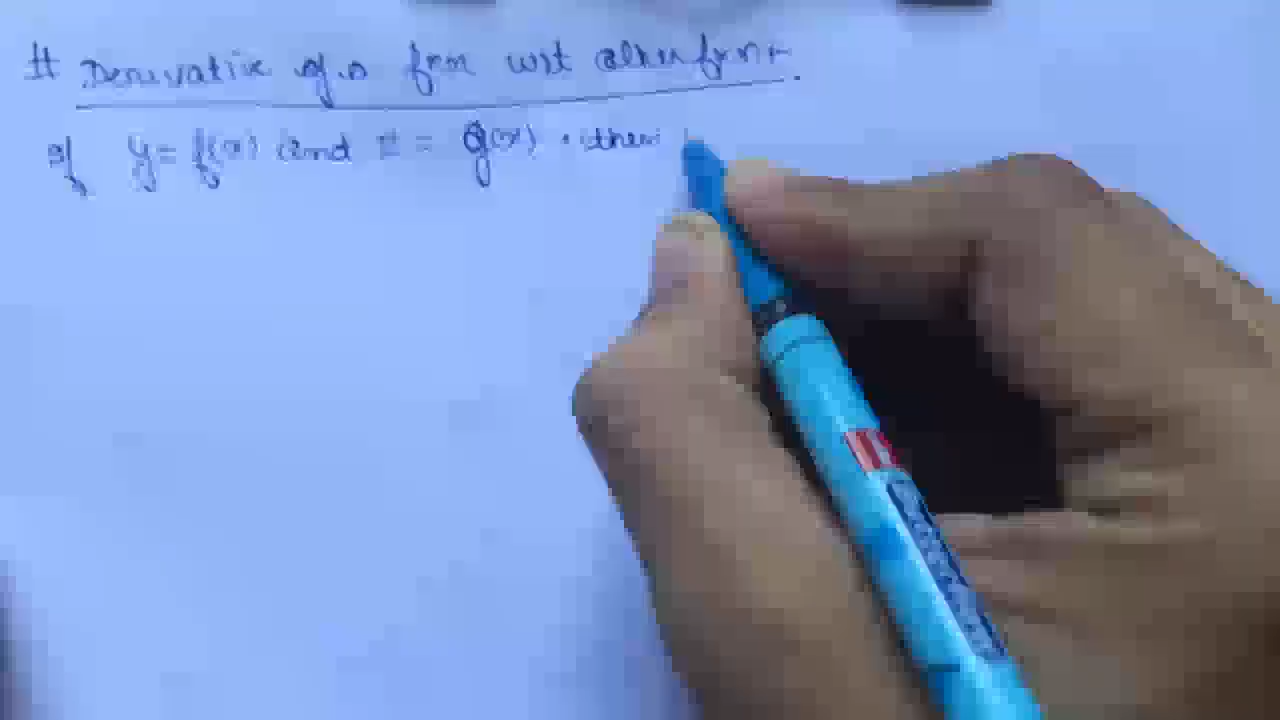 # Derivative of a fxn wrt other fxn.
If y = f(x) and z = g(x). then